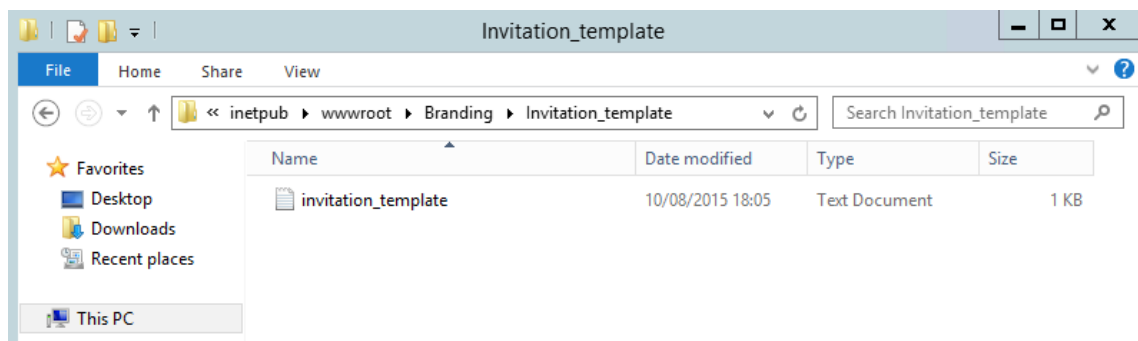 Invitation_template
File Home Share View
« inetpub ▸ wwwroot ▸ Branding ▸ Invitation_template Search Invitation_template
Name Date modified Type Size
Favorites
invitation_template 10/08/2015 18:05 Text Document 1 KB
Desktop
Downloads
Recent places
This PC